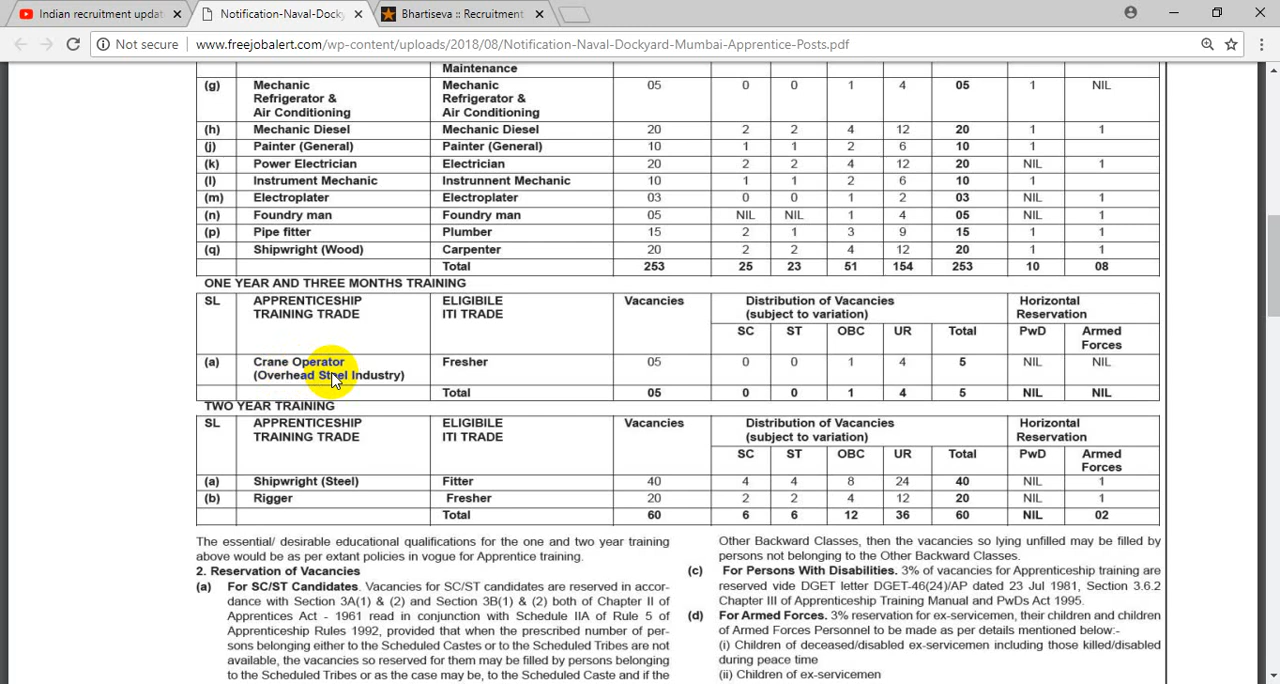 Indian recruitment updat
Notification-Naval-Docky
Bhartiseva :: Recruitment
Not secure
www.freejobalert.com/wp-content/uploads/2018/08/Notification-Naval-Dockyard-Mumbai-Apprentice-Posts.pdf
Maintenance
(g) Mechanic Mechanic 05 0 0 1 4 05 1 NIL
Refrigerator & Refrigerator &
Air Conditioning Air Conditioning
(h) Mechanic Diesel Mechanic Diesel 20 2 2 4 12 20 1 1
(j) Painter (General) Painter (General) 10 1 1 2 6 10 1
(k) Power Electrician Electrician 20 2 2 4 12 20 NIL 1
(l) Instrument Mechanic Instrunnent Mechanic 10 1 1 2 6 10 1
(m) Electroplater Electroplater 03 0 0 1 2 03 NIL 1
(n) Foundry man Foundry man 05 NIL NIL 1 4 05 NIL 1
(p) Pipe fitter Plumber 15 2 1 3 9 15 1 1
(q) Shipwright (Wood) Carpenter 20 2 2 4 12 20 1 1
Total 253 25 23 51 154 253 10 08
ONE YEAR AND THREE MONTHS TRAINING
SL APPRENTICESHIP ELIGIBILE Vacancies Distribution of Vacancies Horizontal
TRAINING TRADE ITI TRADE (subject to variation) Reservation
SC ST OBC UR Total PwD Armed
Forces
(a) Crane Operator Fresher 05 0 0 1 4 5 NIL NIL
(Overhead Steel Industry)
Total 05 0 0 1 4 5 NIL NIL
TWO YEAR TRAINING
SL APPRENTICESHIP ELIGIBILE Vacancies Distribution of Vacancies Horizontal
TRAINING TRADE ITI TRADE (subject to variation) Reservation
SC ST OBC UR Total PwD Armed
Forces
(a) Shipwright (Steel) Fitter 40 4 4 8 24 40 NIL 1
(b) Rigger Fresher 20 2 2 4 12 20 NIL 1
Total 60 6 6 12 36 60 NIL 02
The essential/ desirable educational qualifications for the one and two year training
above would be as per extant policies in vogue for Apprentice training.
2. Reservation of Vacancies
(a) For SC/ST Candidates. Vacancies for SC/ST candidates are reserved in accor-
dance with Section 3A(1) & (2) and Section 3B(1) & (2) both of Chapter II of
Apprentices Act - 1961 read in conjunction with Schedule IIA of Rule 5 of
Apprenticeship Rules 1992, provided that when the prescribed number of per-
sons belonging either to the Scheduled Castes or to the Scheduled Tribes are not
available, the vacancies so reserved for them may be filled by persons belonging
to the Scheduled Tribes or as the case may be, to the Scheduled Caste and if the
Other Backward Classes, then the vacancies so lying unfilled may be filled by
persons not belonging to the Other Backward Classes.
(c) For Persons With Disabilities. 3% of vacancies for Apprenticeship training are
reserved vide DGET letter DGET-46(24)/AP dated 23 Jul 1981, Section 3.6.2
Chapter III of Apprenticeship Training Manual and PwDs Act 1995.
(d) For Armed Forces. 3% reservation for ex-servicemen, their children and children
of Armed Forces Personnel to be made as per details mentioned below:-
(i) Children of deceased/disabled ex-servicemen including those killed/disabled
during peace time
(ii) Children of ex-servicemen